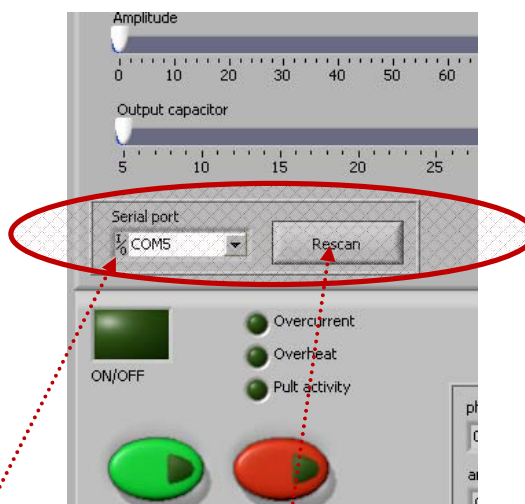 Amplitude
0 10 20 30 40 50 60
Output capacitor
5 10 15 20 25
Serial port
I/O COM5
Rescan
Overcurrent
Overheat
ON/OFF
Pult activity